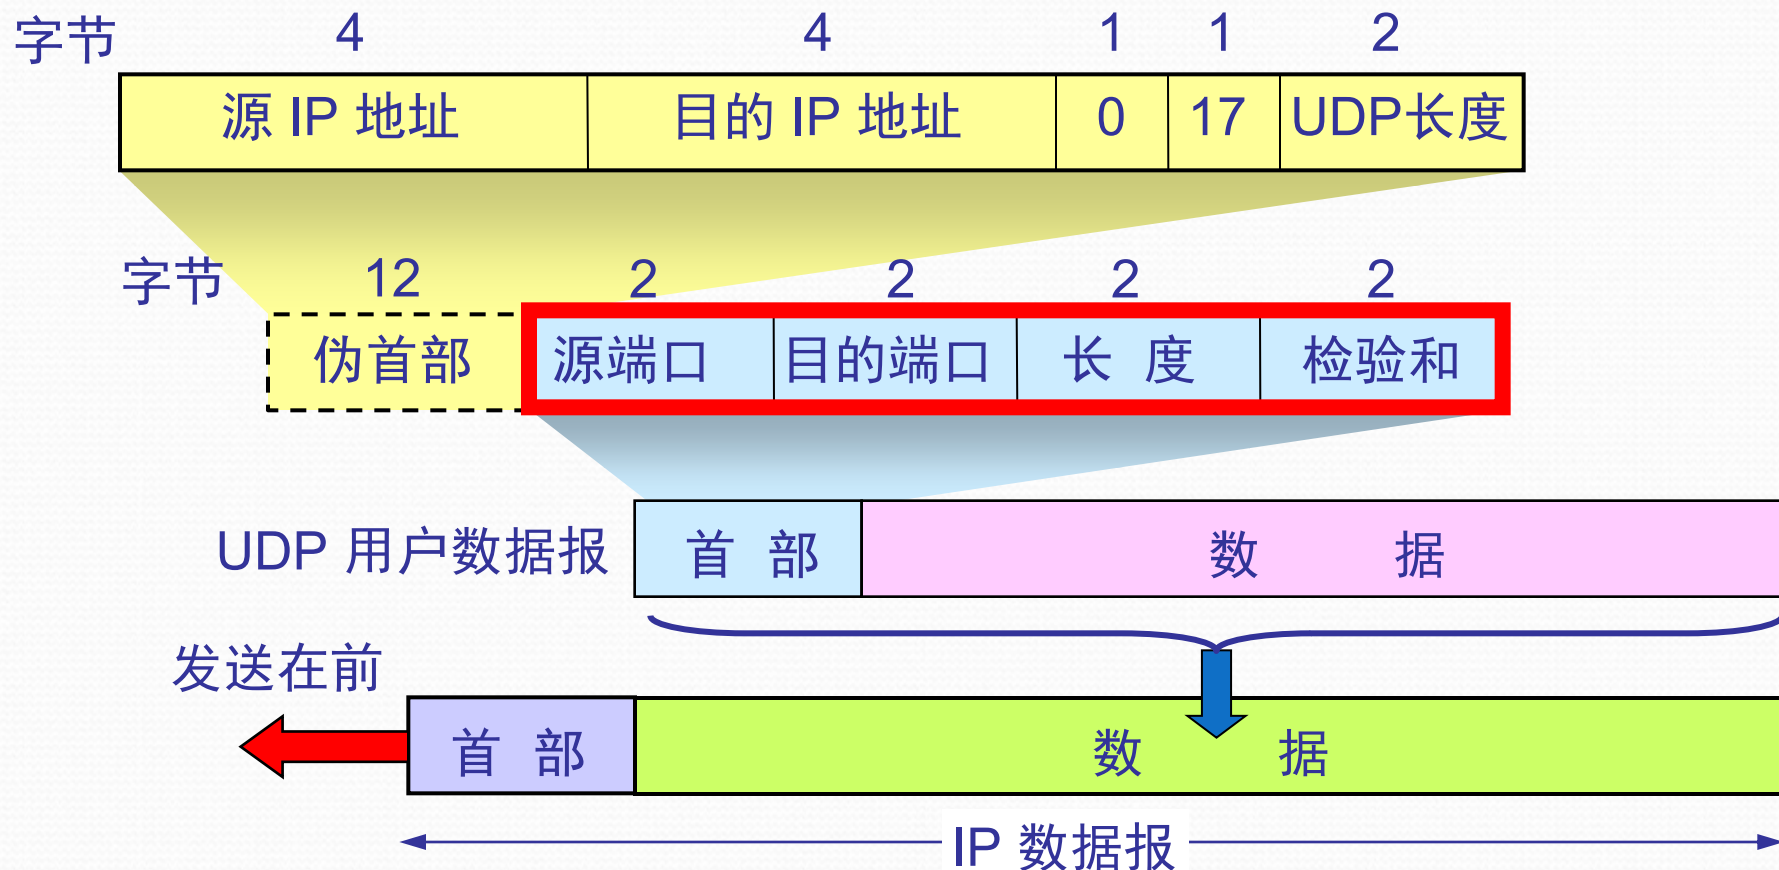 字节 4 4 1 1 2
源 IP 地址 目的 IP 地址 0 17 UDP长度
字节 12 2 2 2 2
伪首部 源端口 目的端口 长 度 检验和
UDP 用户数据报 首 部 数 据
发送在前
首 部 数 据
IP 数据报